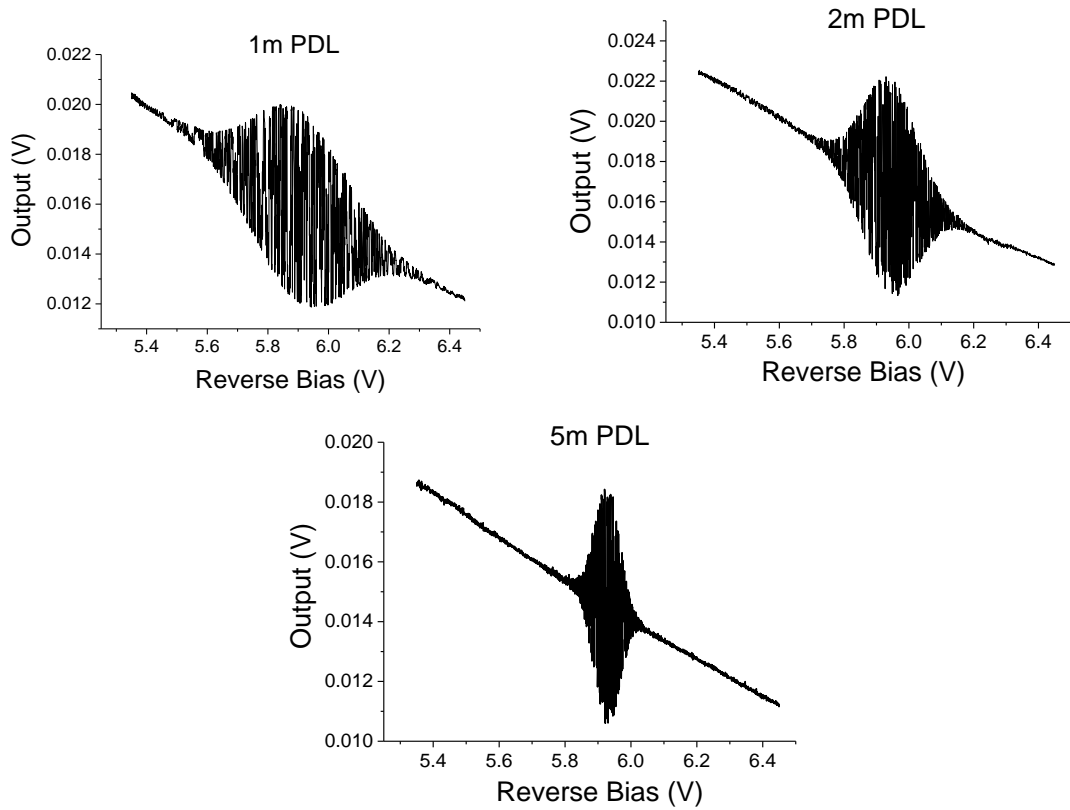 1m PDL
0.022
0.020
0.018
0.016
0.014
0.012
Output (V)
5.4 5.6 5.8 6.0 6.2 6.4
Reverse Bias (V)
2m PDL
0.024
0.022
0.020
0.018
0.016
0.014
0.012
0.010
Output (V)
5.4 5.6 5.8 6.0 6.2 6.4
Reverse Bias (V)
5m PDL
0.020
0.018
0.016
0.014
0.012
0.010
Output (V)
5.4 5.6 5.8 6.0 6.2 6.4
Reverse Bias (V)